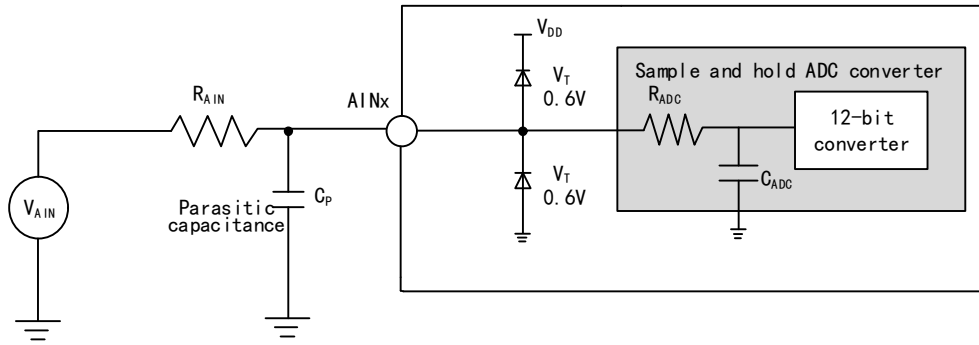 V_DD
Sample and hold ADC converter
V_T
0.6V
R_AIN
AINx
R_ADC
12-bit
converter
V_T
0.6V
C_ADC
V_AIN
Parasitic
capacitance
C_P